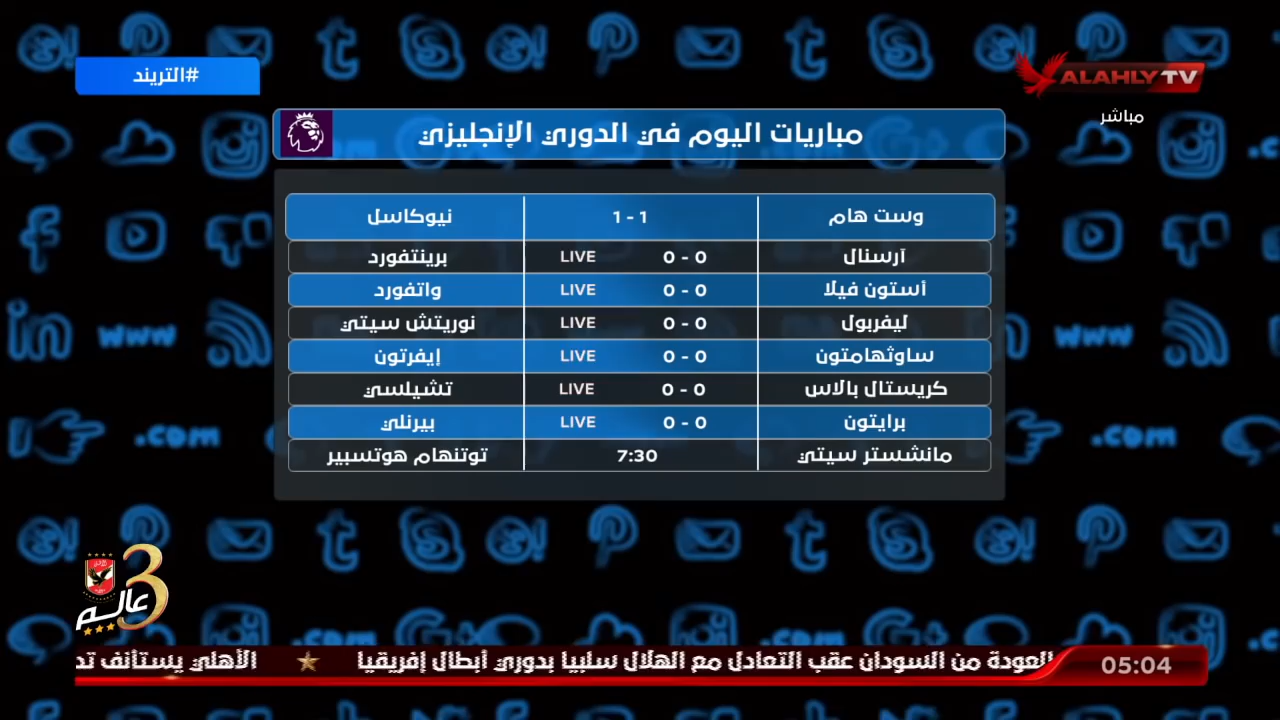 #التريند
ALAHLY TV
مباشر
مباريات اليوم في الدوري الإنجليزي
وست هام 1 - 1 نيوكاسل
آرسنال 0 - 0 LIVE برينتفورد
أستون فيلا 0 - 0 LIVE واتفورد
ليفربول 0 - 0 LIVE نوريتش سيتي
ساوثهامتون 0 - 0 LIVE إيفرتون
كريستال بالاس 0 - 0 LIVE تشيلسي
برايتون 0 - 0 LIVE بيرنلي
مانشستر سيتي 7:30 توتنهام هوتسبير
3 عالم
05:04 العودة من السودان عقب التعادل مع الهلال سلبيا بدوري أبطال إفريقيا ★ الأهلي يستأنف تد